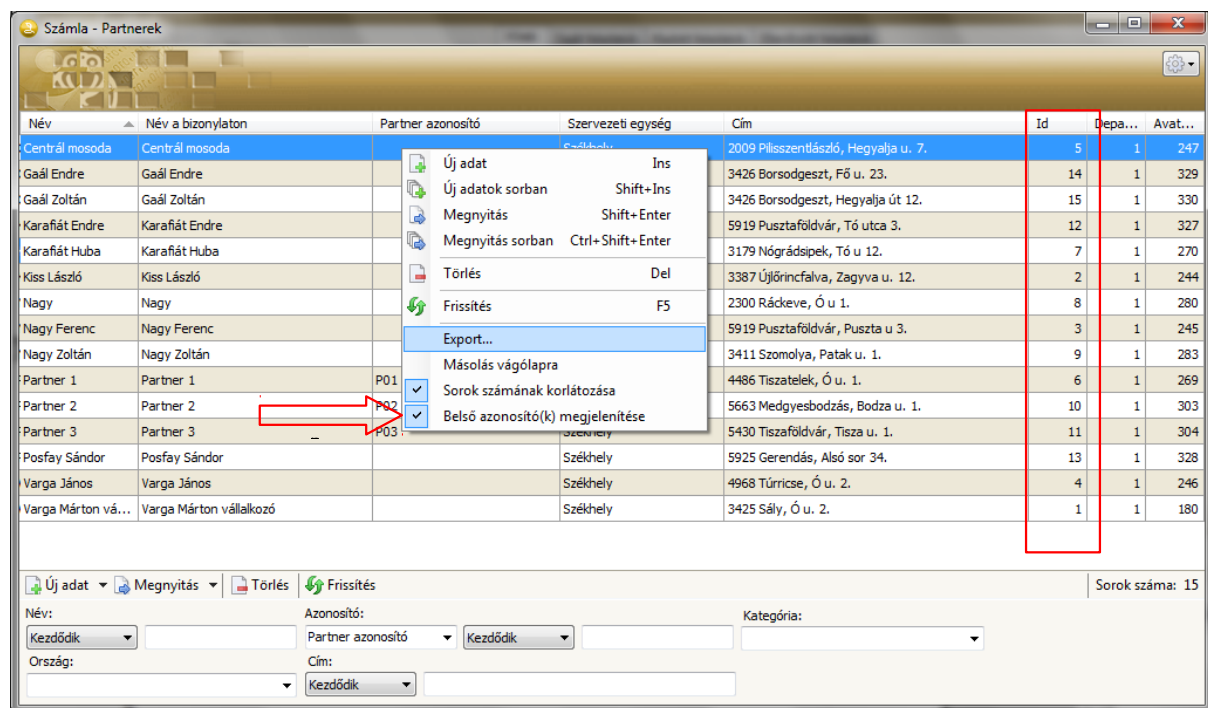 Számla - Partnerek
Név Név a bizonylaton Partner azonosító Szervezeti egység Cím Id Depa... Avat...
Centrál mosoda Centrál mosoda Székhely 2009 Pilisszentlászló, Hegyalja u. 7. 5 1 247
Gaál Endre Gaál Endre 3426 Borsodgeszt, Fő u. 23. 14 1 329
Gaál Zoltán Gaál Zoltán 3426 Borsodgeszt, Hegyalja út 12. 15 1 330
Karafiát Endre Karafiát Endre 5919 Pusztaföldvár, Tó utca 3. 12 1 327
Karafiát Huba Karafiát Huba 3179 Nógrádsipek, Tó u 12. 7 1 270
Kiss László Kiss László 3387 Újlőrincfalva, Zagyva u. 12. 2 1 244
Nagy Nagy 2300 Ráckeve, Ó u 1. 8 1 280
Nagy Ferenc Nagy Ferenc 5919 Pusztaföldvár, Puszta u 3. 3 1 245
Nagy Zoltán Nagy Zoltán 3411 Szomolya, Patak u. 1. 9 1 283
Partner 1 Partner 1 P01 4486 Tiszatelek, Ó u. 1. 6 1 269
Partner 2 Partner 2 P02 5663 Medgyesbodzás, Bodza u. 1. 10 1 303
Partner 3 Partner 3 P03 Székhely 5430 Tiszaföldvár, Tisza u. 1. 11 1 304
Posfay Sándor Posfay Sándor Székhely 5925 Gerendás, Alsó sor 34. 13 1 328
Varga János Varga János Székhely 4968 Túrricse, Ó u. 2. 4 1 246
Varga Márton vá... Varga Márton vállalkozó Székhely 3425 Sály, Ó u. 2. 1 1 180
Új adat Ins
Új adatok sorban Shift+Ins
Megnyitás Shift+Enter
Megnyitás sorban Ctrl+Shift+Enter
Törlés Del
Frissítés F5
Export...
Másolás vágólapra
Sorok számának korlátozása
Belső azonosító(k) megjelenítése
Új adat Megnyitás Törlés Frissítés Sorok száma: 15
Név: Azonosító: Kategória:
Kezdődik Partner azonosító Kezdődik
Ország: Cím:
Kezdődik